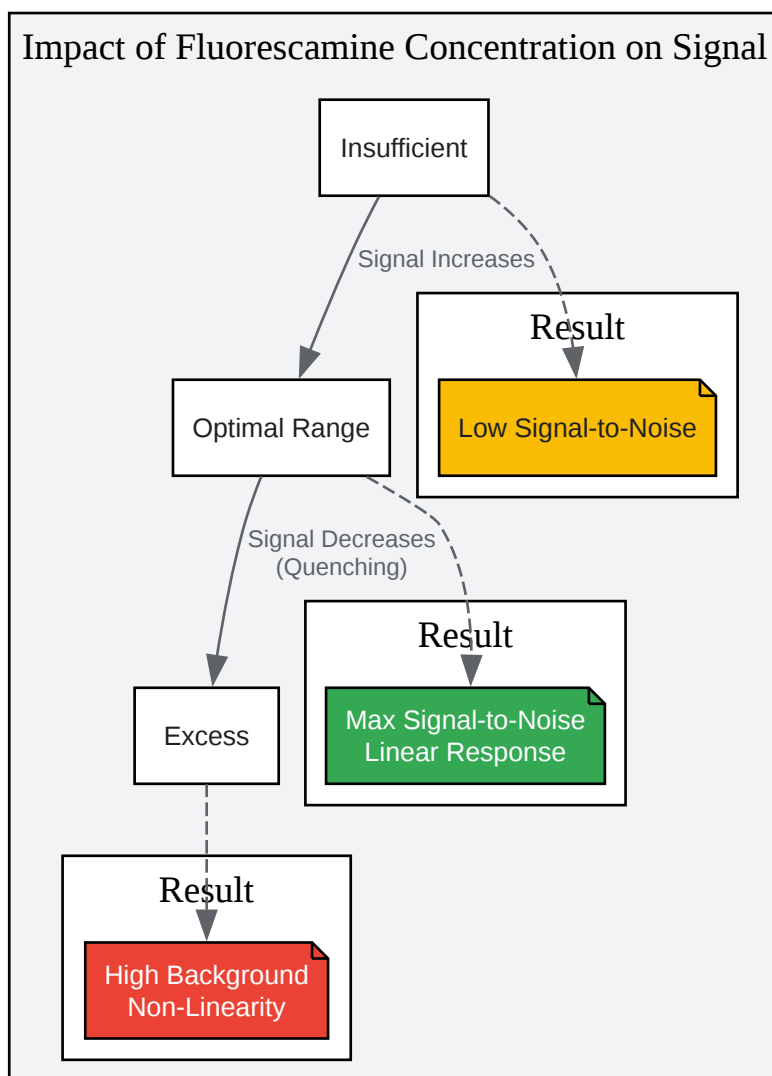 Impact of Fluorescamine Concentration on Signal
Insufficient
Signal Increases
Result
Low Signal-to-Noise
Optimal Range
Signal Decreases
(Quenching)
Result
Max Signal-to-Noise
Linear Response
Excess
Result
High Background
Non-Linearity